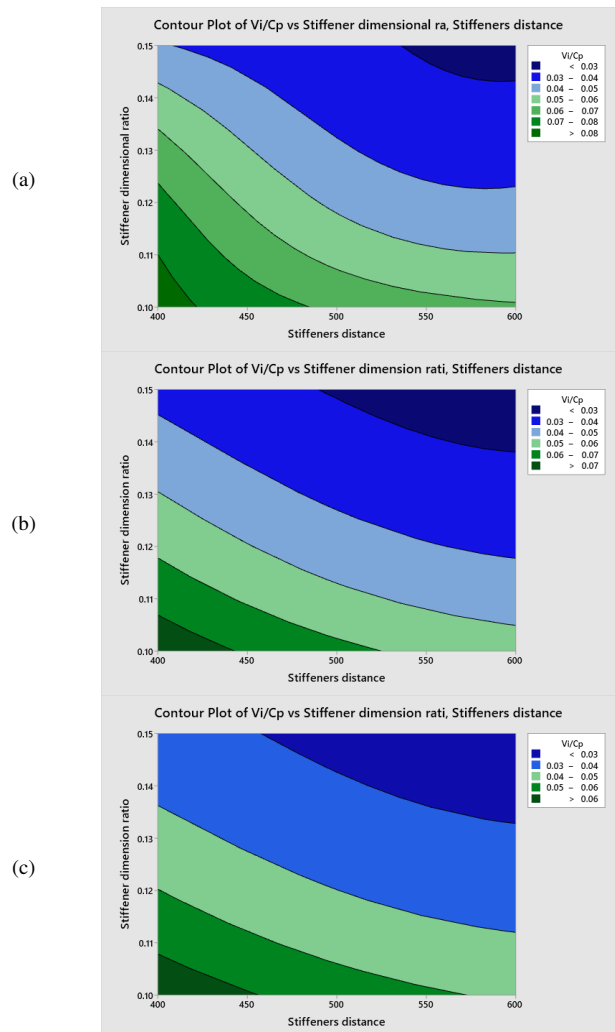 (a)
Contour Plot of Vi/Cp vs Stiffener dimensional ra, Stiffeners distance
Stiffener dimensional ratio
0.15
0.14
0.13
0.12
0.11
0.10
400 450 500 550 600
Stiffeners distance
Vi/Cp
< 0.03
0.03 – 0.04
0.04 – 0.05
0.05 – 0.06
0.06 – 0.07
0.07 – 0.08
> 0.08
(b)
Contour Plot of Vi/Cp vs Stiffener dimension rati, Stiffeners distance
Stiffener dimension ratio
0.15
0.14
0.13
0.12
0.11
0.10
400 450 500 550 600
Stiffeners distance
Vi/Cp
< 0.03
0.03 – 0.04
0.04 – 0.05
0.05 – 0.06
0.06 – 0.07
> 0.07
(c)
Contour Plot of Vi/Cp vs Stiffener dimension rati, Stiffeners distance
Stiffener dimension ratio
0.15
0.14
0.13
0.12
0.11
0.10
400 450 500 550 600
Stiffeners distance
Vi/Cp
< 0.03
0.03 – 0.04
0.04 – 0.05
0.05 – 0.06
> 0.06